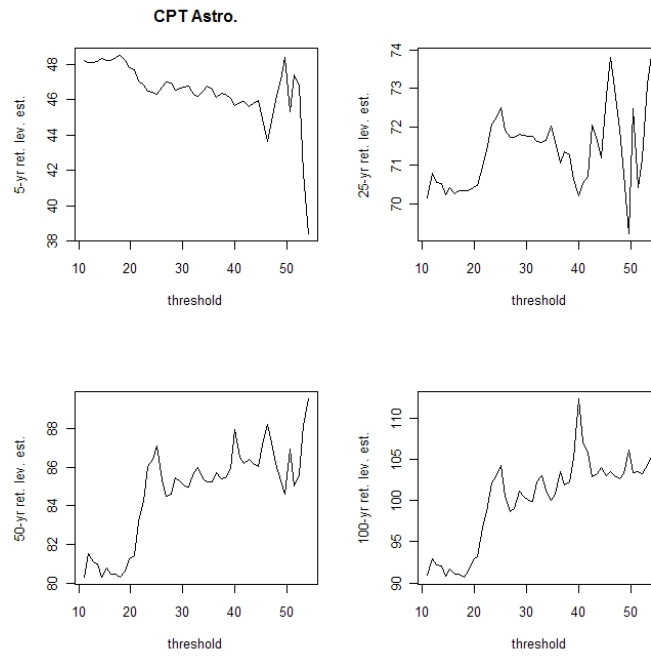 CPT Astro.
5-yr ret. lev. est.
38 40 42 44 46 48
10 20 30 40 50
threshold
25-yr ret. lev. est.
70 71 72 73 74
10 20 30 40 50
threshold
50-yr ret. lev. est.
80 82 84 86 88
10 20 30 40 50
threshold
100-yr ret. lev. est.
90 95 100 105 110
10 20 30 40 50
threshold